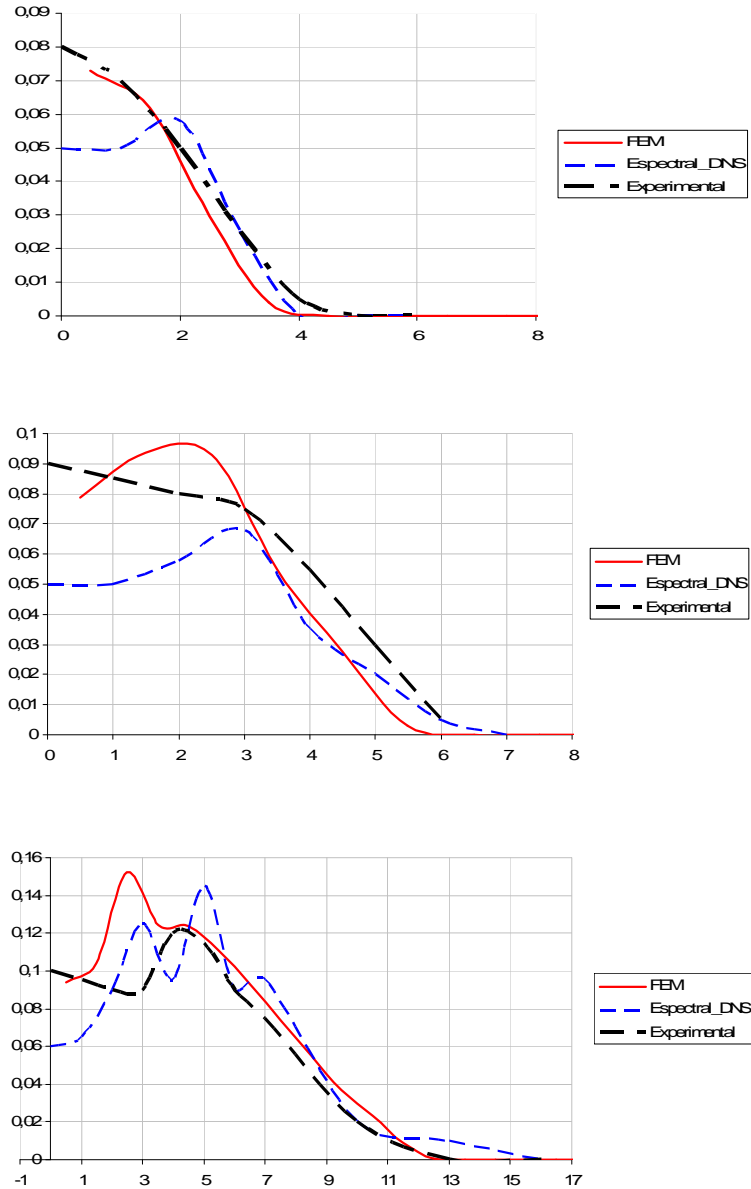 0,09
0,08
0,07
0,06
0,05
0,04
0,03
0,02
0,01
0
0 2 4 6 8
FEM
Espectral_DNS
Experimental
0,1
0,09
0,08
0,07
0,06
0,05
0,04
0,03
0,02
0,01
0
0 1 2 3 4 5 6 7 8
FEM
Espectral_DNS
Experimental
0,16
0,14
0,12
0,1
0,08
0,06
0,04
0,02
0
-1 1 3 5 7 9 11 13 15 17
FEM
Espectral_DNS
Experimental